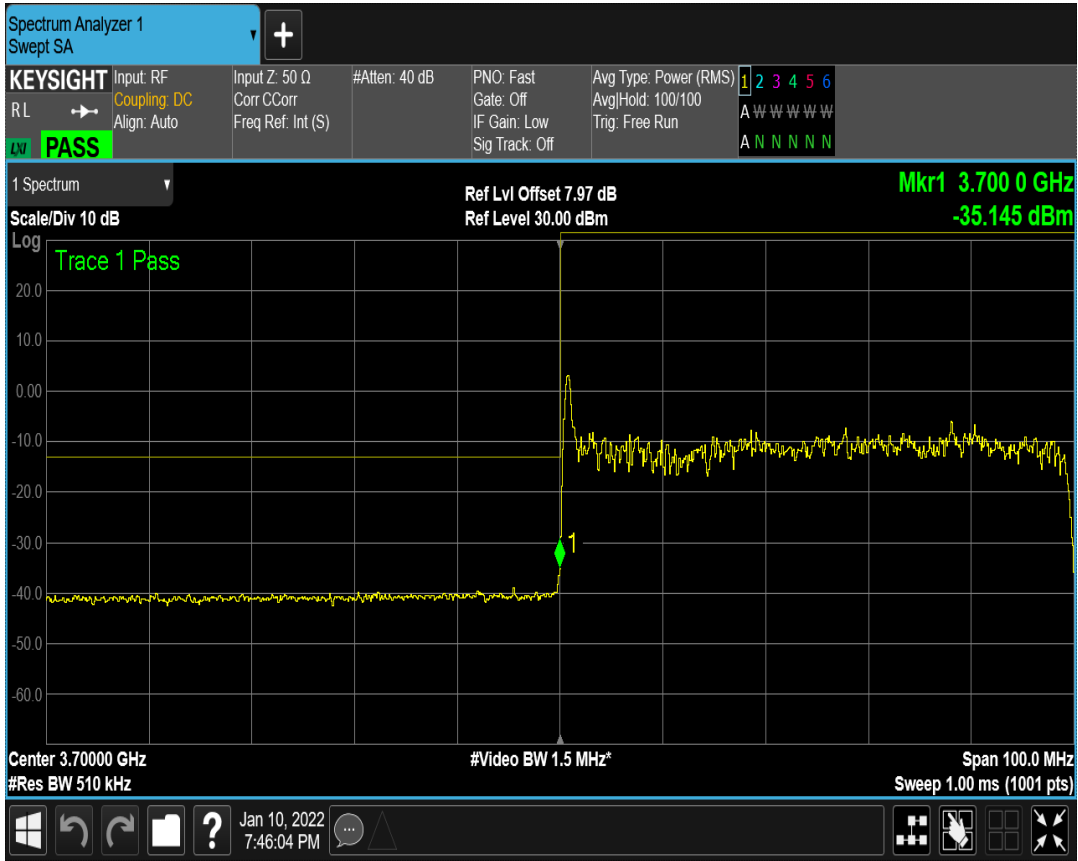 Spectrum Analyzer 1
Swept SA
+
KEYSIGHT
RL
LXI PASS
Input: RF
Coupling: DC
Align: Auto
Input Z: 50 Ω
Corr CCorr
Freq Ref: Int (S)
#Atten: 40 dB
PNO: Fast
Gate: Off
IF Gain: Low
Sig Track: Off
Avg Type: Power (RMS)
Avg|Hold: 100/100
Trig: Free Run
1 2 3 4 5 6
A W W W W W
A N N N N N
1 Spectrum
Scale/Div 10 dB
Ref Lvl Offset 7.97 dB
Ref Level 30.00 dBm
Mkr1 3.700 0 GHz
-35.145 dBm
Log
Trace 1 Pass
20.0
10.0
0.00
-10.0
-20.0
-30.0
1
-40.0
-50.0
-60.0
Center 3.70000 GHz
#Res BW 510 kHz
#Video BW 1.5 MHz*
Span 100.0 MHz
Sweep 1.00 ms (1001 pts)
?
Jan 10, 2022
7:46:04 PM